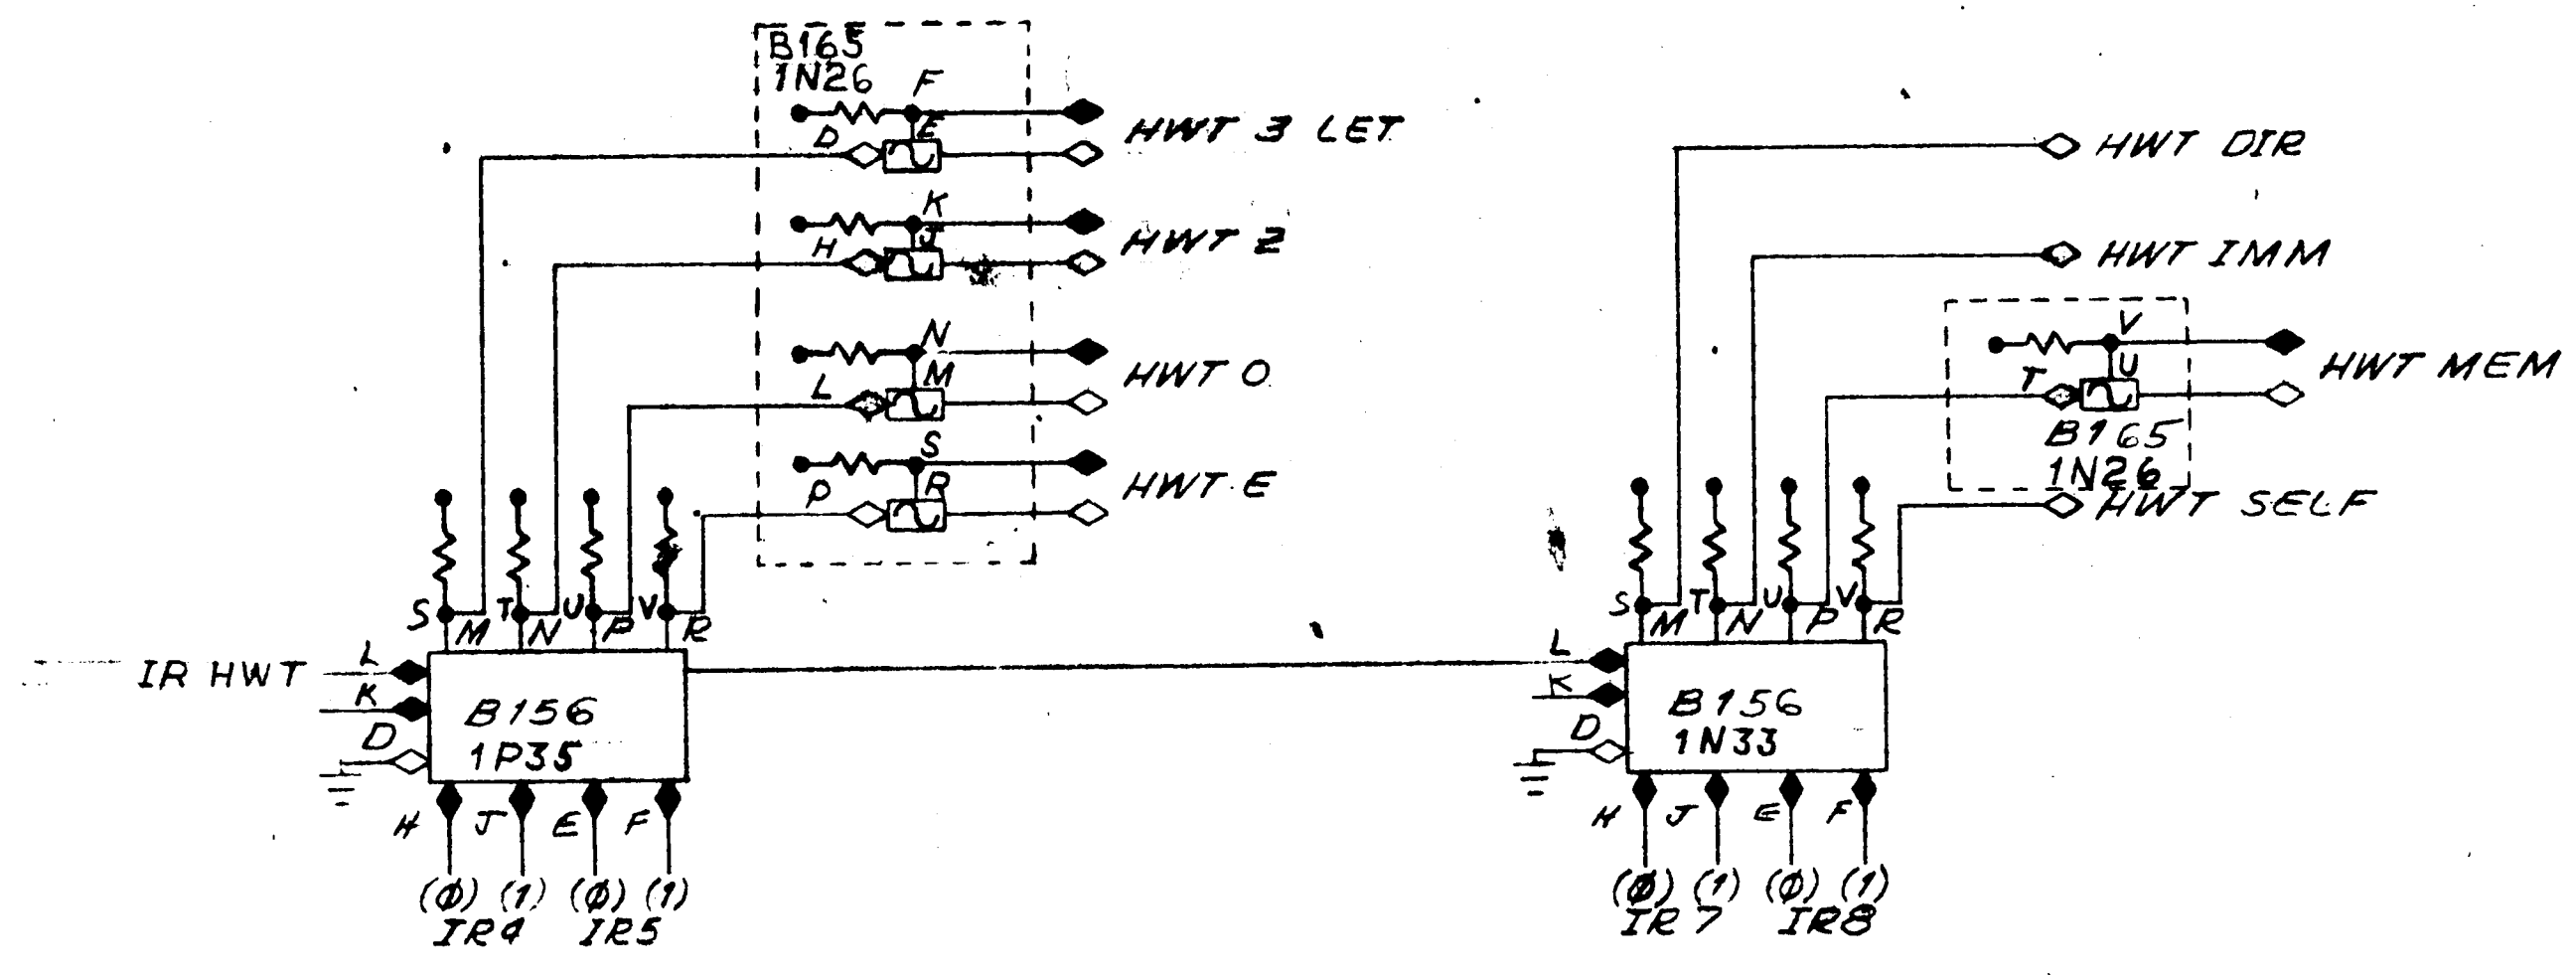 B165
1N26
F
D
E
HWT 3 LET
K
H
J
HWT 2
N
L
M
HWT O
S
P
R
HWT E
S M T N U P V R
IR HWT
L
K
D
B156
1P35
H J E F
(Ø) (1) (Ø) (1)
IR4 IR5
HWT DIR
HWT IMM
V
T
U
HWT MEM
B165
1N26
HWT SELF
S M T N U P V R
L
K
D
B156
1N33
H J E F
(Ø) (1) (Ø) (1)
IR7 IR8